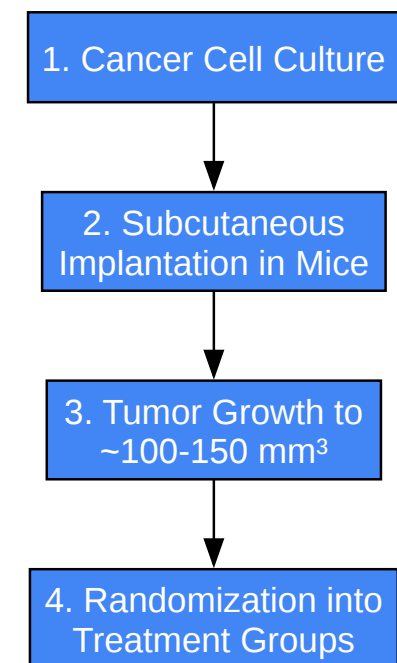 1. Cancer Cell Culture
2. Subcutaneous
Implantation in Mice
3. Tumor Growth to
~100-150 mm³
4. Randomization into
Treatment Groups